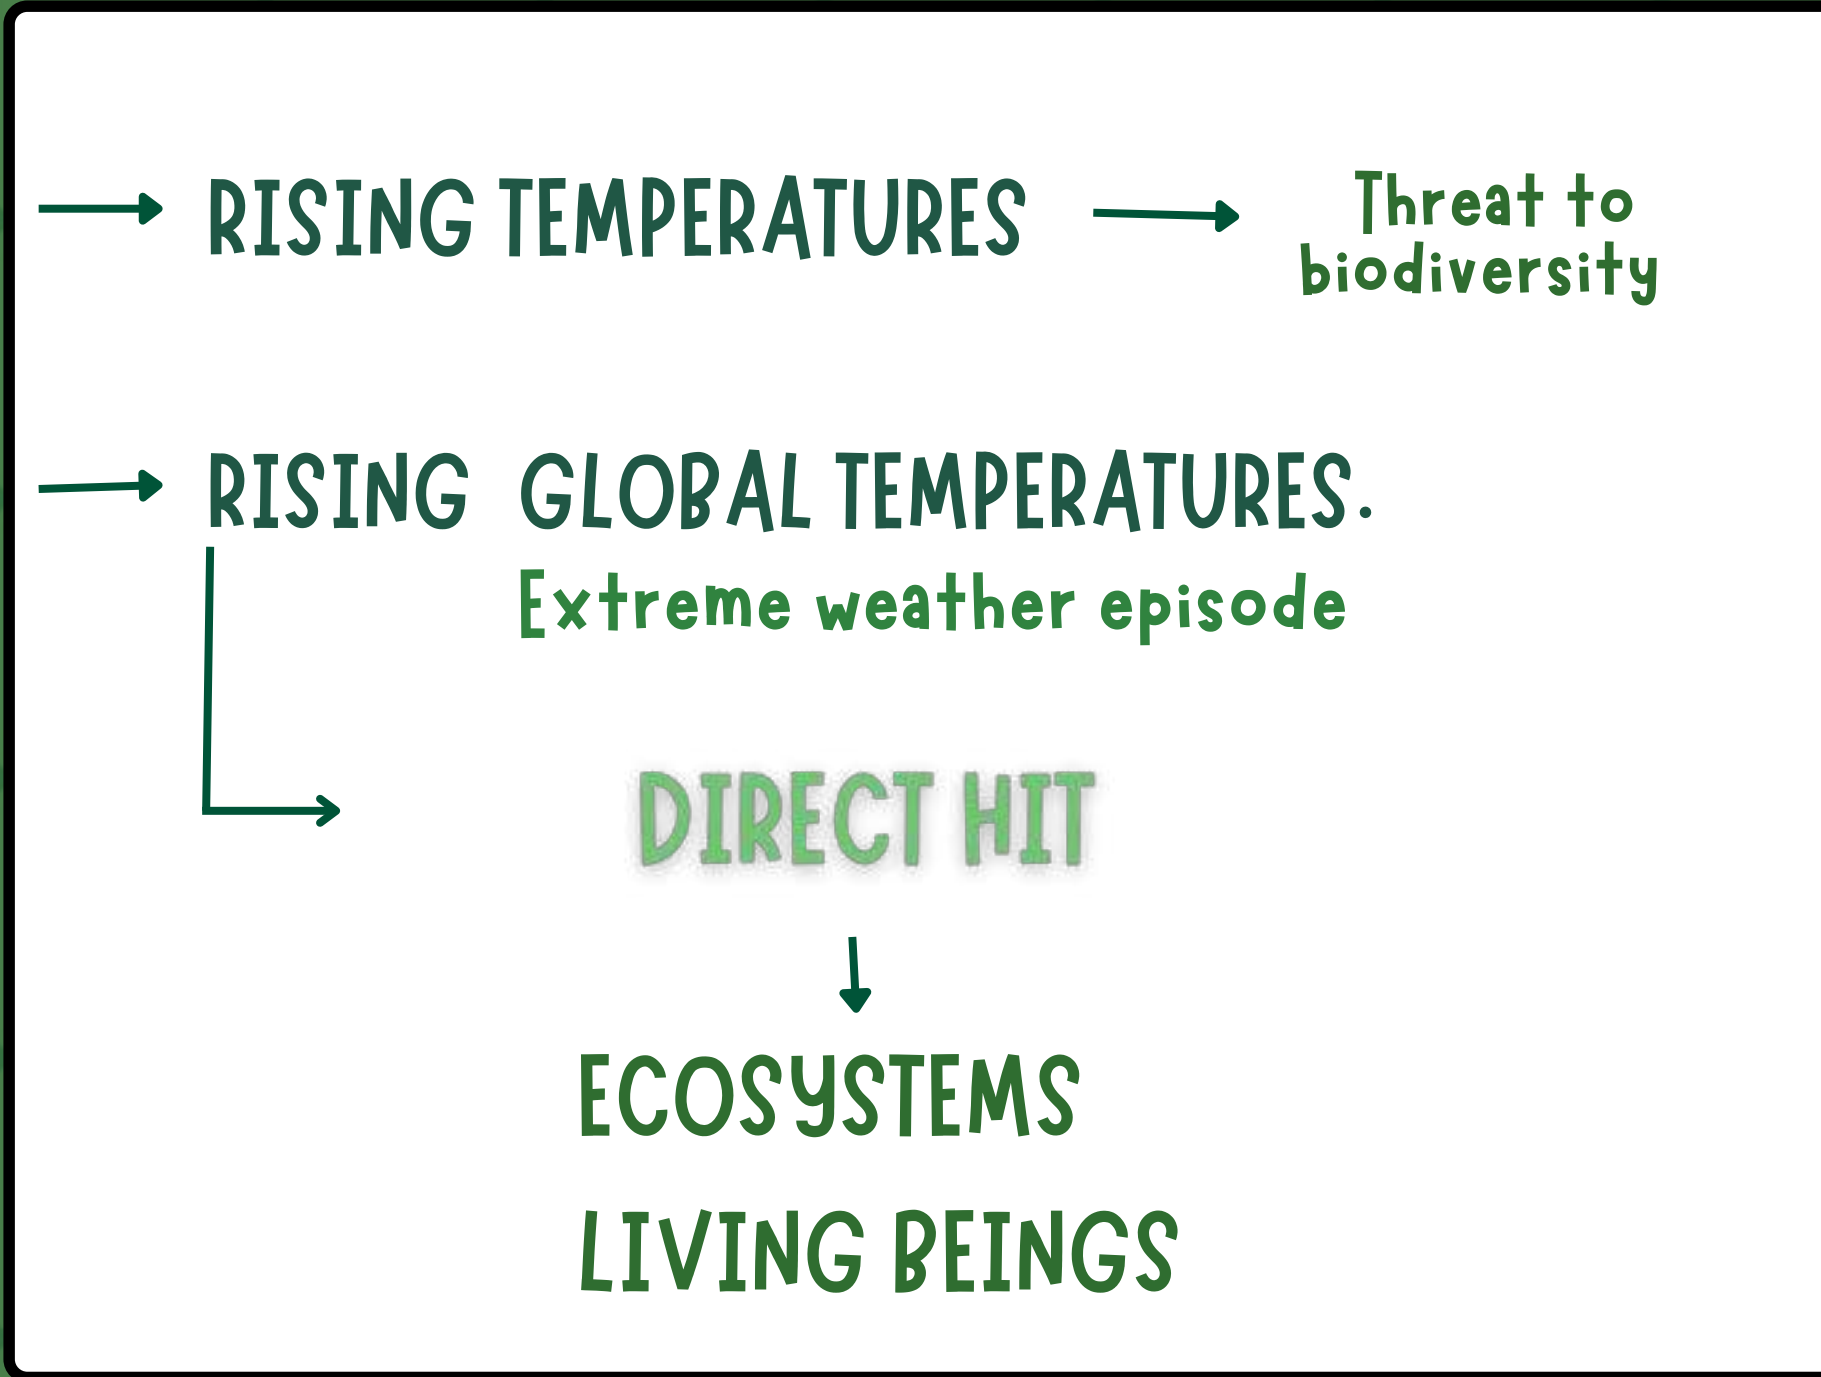 RISING TEMPERATURES
Threat to
biodiversity
RISING GLOBAL TEMPERATURES.
Extreme weather episode
DIRECT HIT
ECOSYSTEMS
LIVING BEINGS